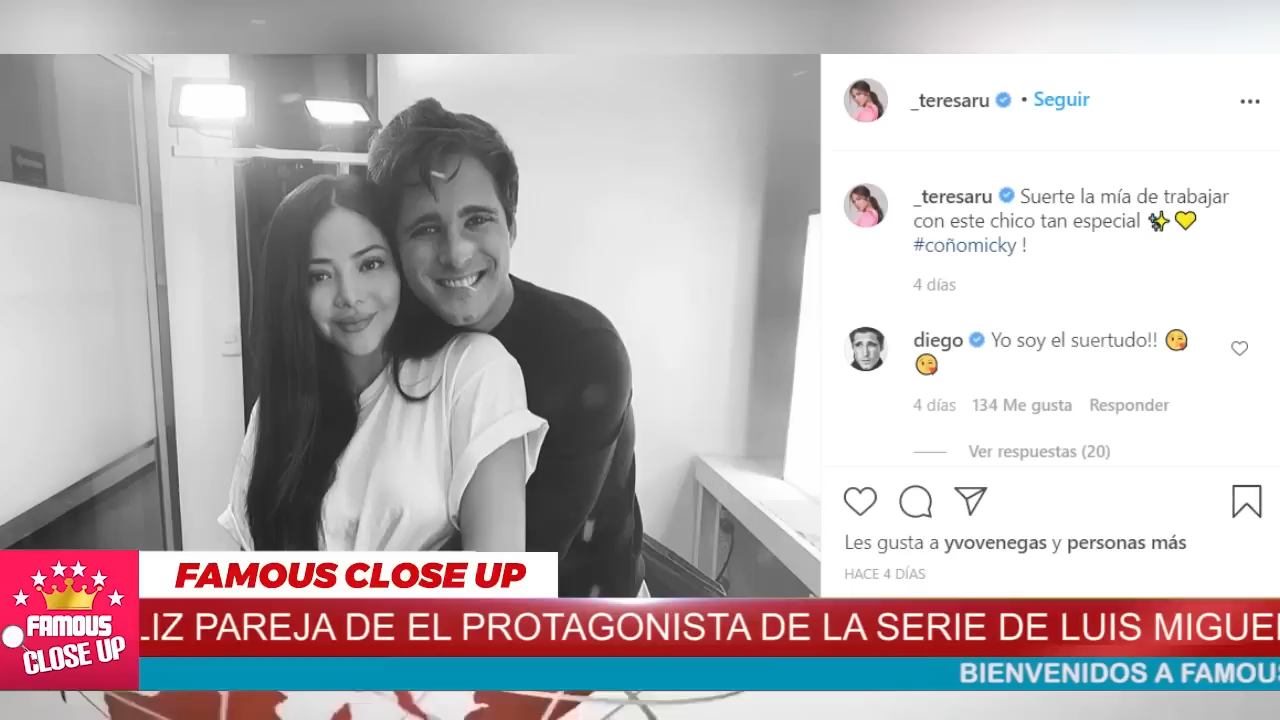 _teresaru • Seguir
_teresaru Suerte la mía de trabajar
con este chico tan especial ✨💛
#coñomicky !
4 días
diego Yo soy el suertudo!! 😘
😘
4 días 134 Me gusta Responder
Ver respuestas (20)
Les gusta a yvovenegas y personas más
HACE 4 DÍAS
FAMOUS CLOSE UP
FAMOUS
CLOSE UP
LIZ PAREJA DE EL PROTAGONISTA DE LA SERIE DE LUIS MIGUEL
BIENVENIDOS A FAMOUS